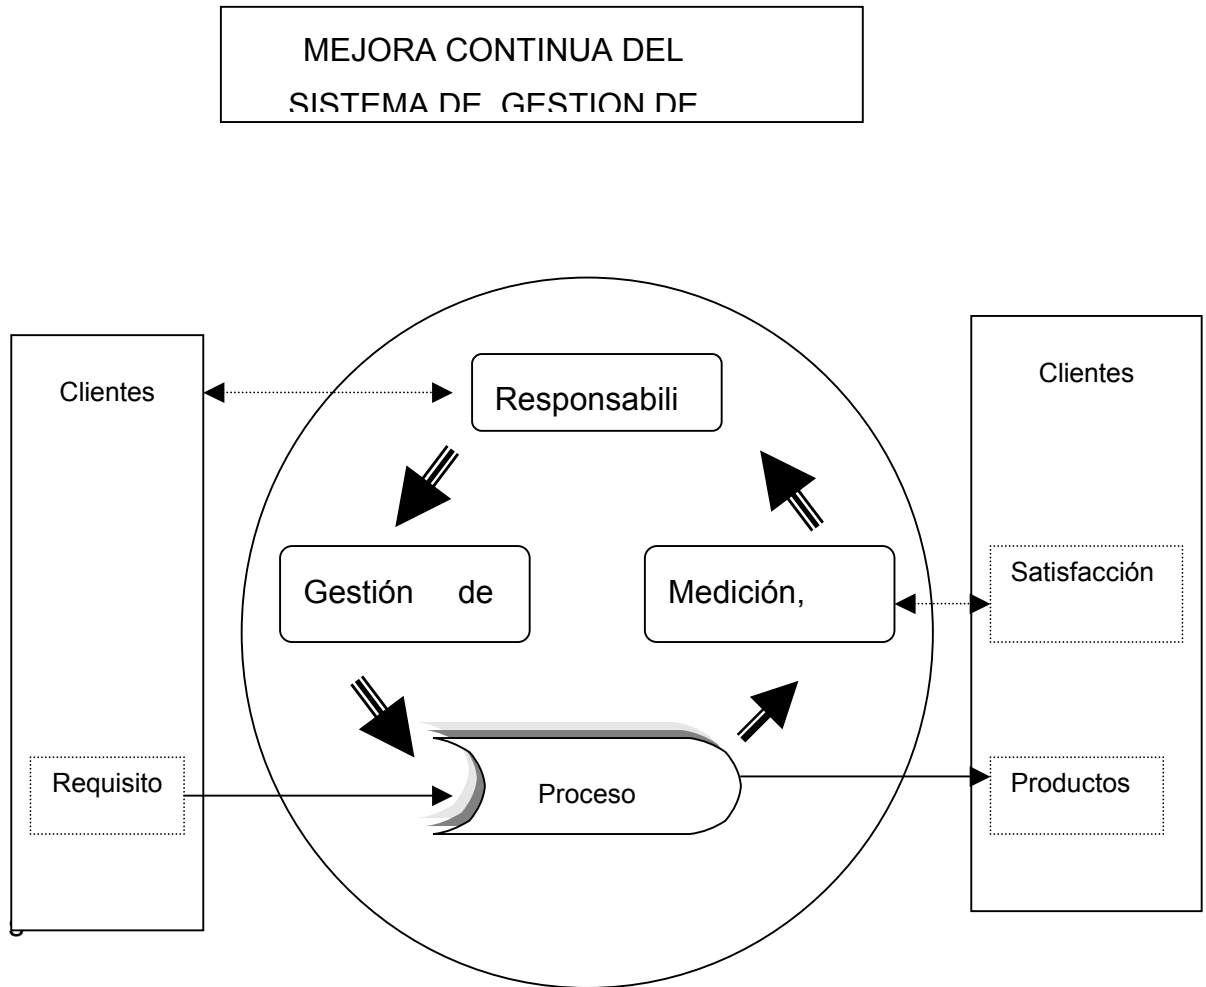 MEJORA CONTINUA DEL
SISTEMA DE GESTION DE
Clientes
Responsabili
Clientes
Gestión de
Medición,
Satisfacción
Requisito
Proceso
Productos